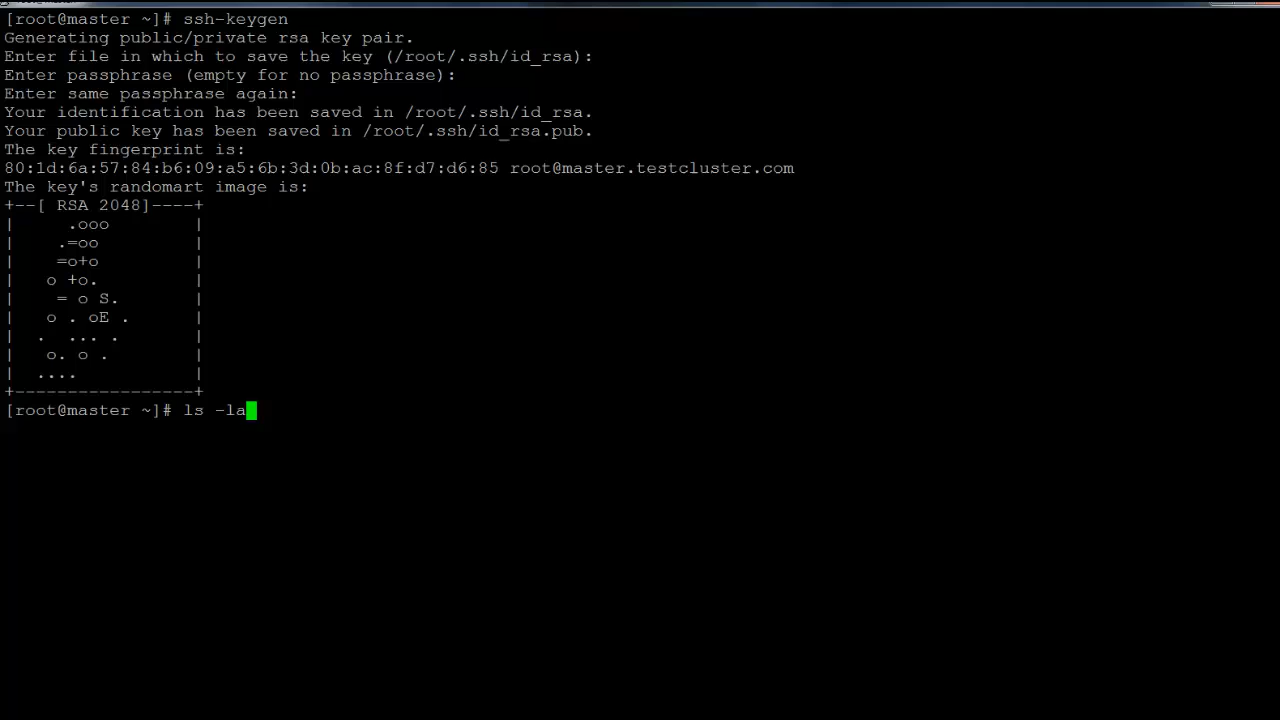 [root@master ~]# ssh-keygen
Generating public/private rsa key pair.
Enter file in which to save the key (/root/.ssh/id_rsa):
Enter passphrase (empty for no passphrase):
Enter same passphrase again:
Your identification has been saved in /root/.ssh/id_rsa.
Your public key has been saved in /root/.ssh/id_rsa.pub.
The key fingerprint is:
80:1d:6a:57:84:b6:09:a5:6b:3d:0b:ac:8f:d7:d6:85 root@master.testcluster.com
The key's randomart image is:
+--[ RSA 2048]----+
|     .ooo        |
|    .=oo         |
|    =o+o         |
|   o +o.         |
|    = o S.       |
|   o . oE .      |
|  .  ... .       |
|   o. o .        |
|  ....           |
+-----------------+
[root@master ~]# ls -la